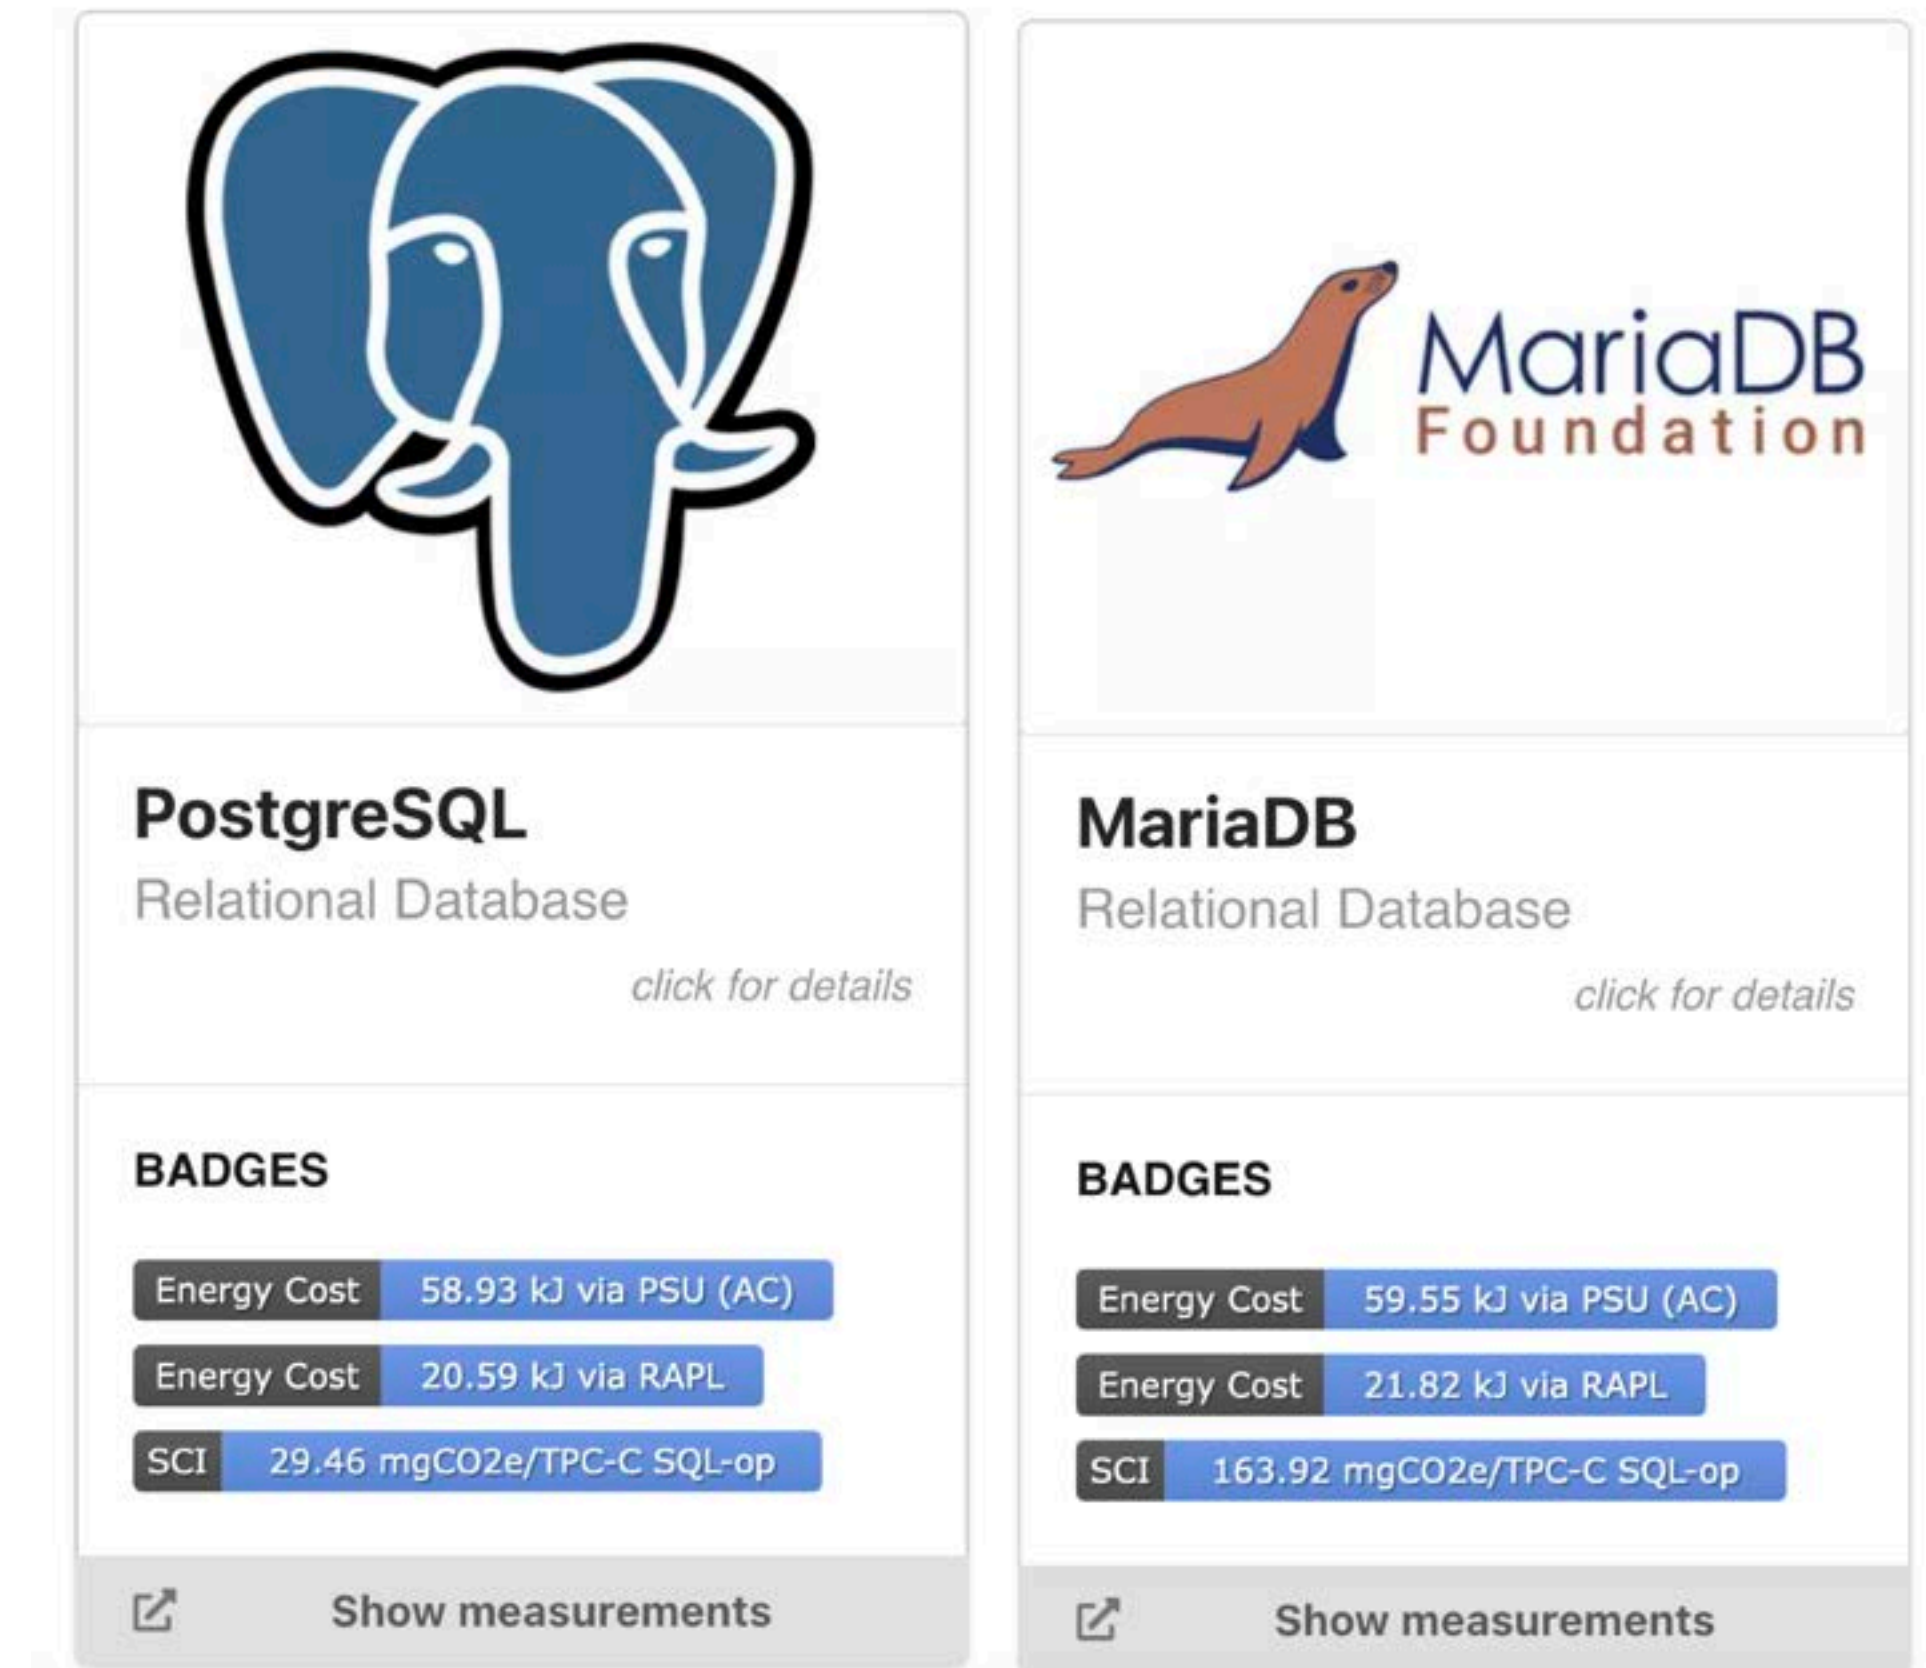 PostgreSQL
Relational Database
click for details
BADGES
Energy Cost 58.93 kJ via PSU (AC)
Energy Cost 20.59 kJ via RAPL
SCI 29.46 mgCO2e/TPC-C SQL-op
Show measurements
MariaDB
Foundation
MariaDB
Relational Database
click for details
BADGES
Energy Cost 59.55 kJ via PSU (AC)
Energy Cost 21.82 kJ via RAPL
SCI 163.92 mgCO2e/TPC-C SQL-op
Show measurements